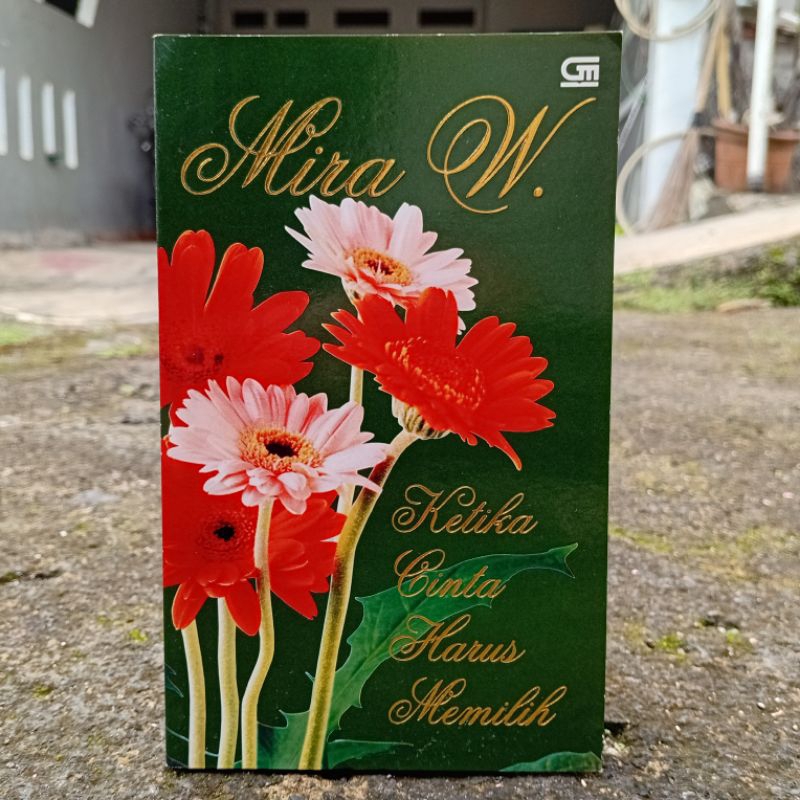 GM
Mira W.
Ketika
Cinta
Harus
Memilih